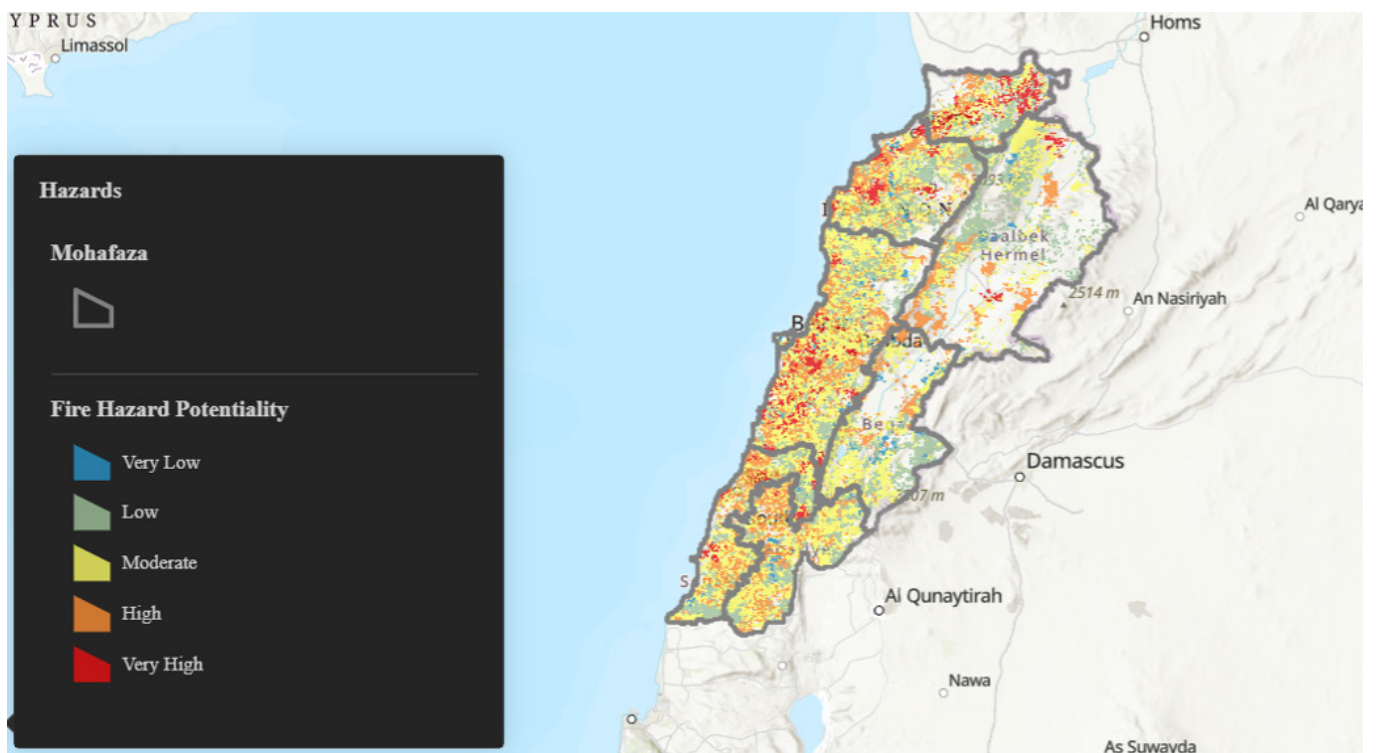 YPRUS
Limassol
Homs
Hazards
Mohafaza
Fire Hazard Potentiality
Very Low
Low
Moderate
High
Very High
Al Qarya
Baalbek
Hermel
2514 m
An Nasiriyah
B
Be
Damascus
Al Qunaytirah
Nawa
As Suwayda